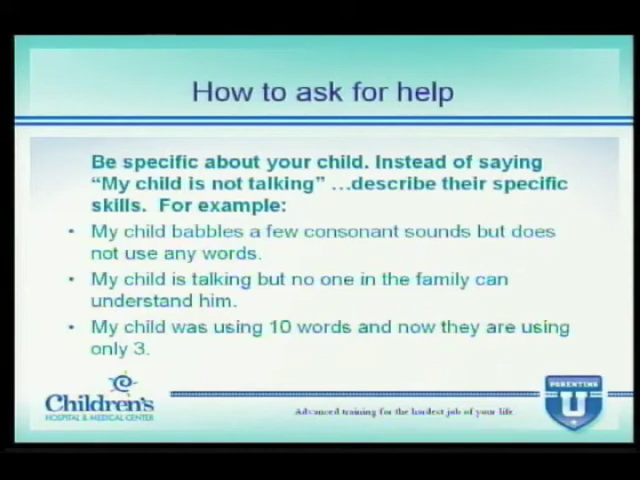 How to ask for help
Be specific about your child. Instead of saying
“My child is not talking” …describe their specific
skills. For example:
• My child babbles a few consonant sounds but does
not use any words.
• My child is talking but no one in the family can
understand him.
• My child was using 10 words and now they are using
only 3.
Children's
HOSPITAL & MEDICAL CENTER
Advanced training for the hardest job of your life.
PARENTING
U